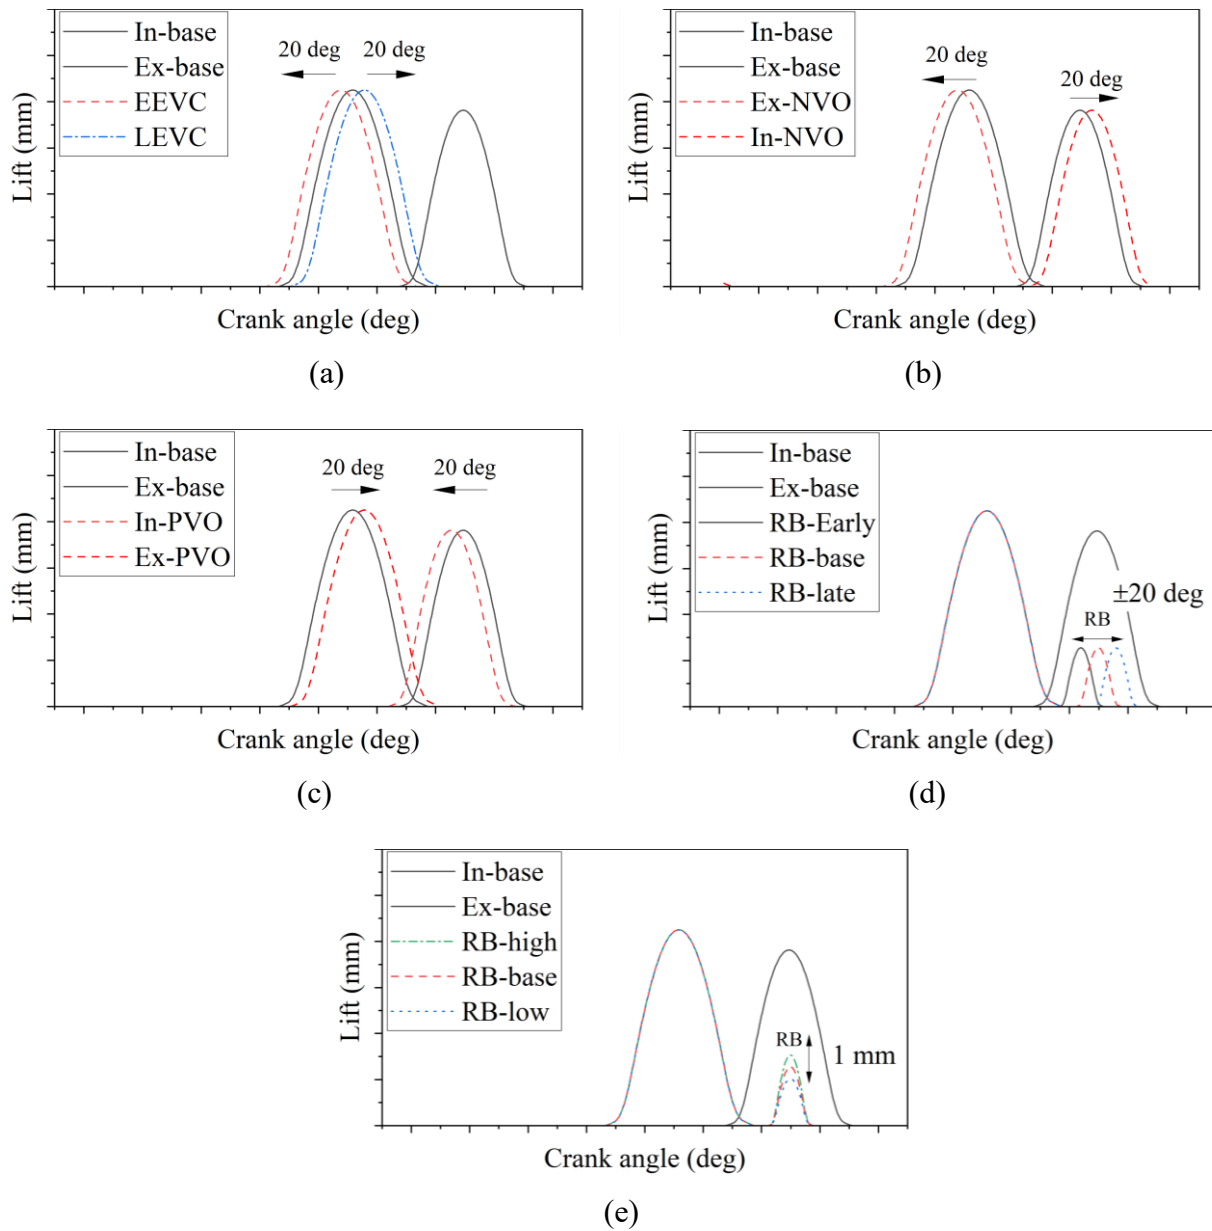 In-base
Ex-base
EEVC
LEVC
20 deg
20 deg
Lift (mm)
Crank angle (deg)
(a)
In-base
Ex-base
Ex-NVO
In-NVO
20 deg
20 deg
Lift (mm)
Crank angle (deg)
(b)
In-base
Ex-base
In-PVO
Ex-PVO
20 deg
20 deg
Lift (mm)
Crank angle (deg)
(c)
In-base
Ex-base
RB-Early
RB-base
RB-late
±20 deg
RB
Lift (mm)
Crank angle (deg)
(d)
In-base
Ex-base
RB-high
RB-base
RB-low
RB
1 mm
Lift (mm)
Crank angle (deg)
(e)